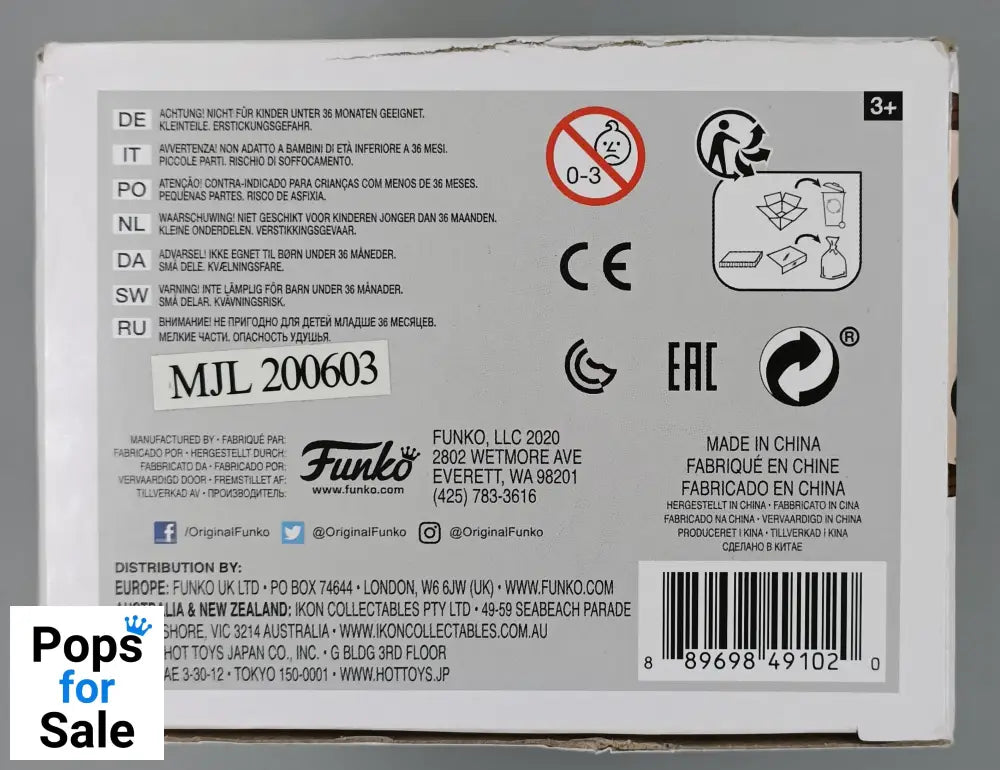 DE
ACHTUNG! NICHT FÜR KINDER UNTER 36 MONATEN GEEIGNET.
KLEINTEILE. ERSTICKUNGSGEFAHR.
IT
AVVERTENZA! NON ADATTO A BAMBINI DI ETÀ INFERIORE A 36 MESI.
PICCOLE PARTI. RISCHIO DI SOFFOCAMENTO.
PO
ATENÇÃO! CONTRA-INDICADO PARA CRIANÇAS COM MENOS DE 36 MESES.
PEQUENAS PARTES. RISCO DE ASFIXIA.
NL
WAARSCHUWING! NIET GESCHIKT VOOR KINDEREN JONGER DAN 36 MAANDEN.
KLEINE ONDERDELEN. VERSTIKKINGSGEVAAR.
DA
ADVARSEL! IKKE EGNET TIL BØRN UNDER 36 MÅNEDER.
SMÅ DELE. KVÆLNINGSFARE.
SW
VARNING! INTE LÄMPLIG FÖR BARN UNDER 36 MÅNADER.
SMÅ DELAR. KVÄVNINGSRISK.
RU
ВНИМАНИЕ! НЕ ПРИГОДНО ДЛЯ ДЕТЕЙ МЛАДШЕ 36 МЕСЯЦЕВ.
МЕЛКИЕ ЧАСТИ. ОПАСНОСТЬ УДУШЬЯ.
MJL 200603
0-3
3+
CE
EAC
®
MANUFACTURED BY • FABRIQUÉ PAR:
FABRICADO POR • HERGESTELLT DURCH:
FABBRICATO DA • FABRICADO POR:
VERVAARDIGD DOOR • FREMSTILLET AF:
TILLVERKAD AV • ПРОИЗВОДИТЕЛЬ:
Funko
www.funko.com
FUNKO, LLC 2020
2802 WETMORE AVE
EVERETT, WA 98201
(425) 783-3616
MADE IN CHINA
FABRIQUÉ EN CHINE
FABRICADO EN CHINA
HERGESTELLT IN CHINA • FABBRICATO IN CINA
FABRICADO NA CHINA • VERVAARDIGD IN CHINA
PRODUCERET I KINA • TILLVERKAD I KINA
СДЕЛАНО В КИТАЕ
f /OriginalFunko @OriginalFunko @OriginalFunko
DISTRIBUTION BY:
EUROPE: FUNKO UK LTD • PO BOX 74644 • LONDON, W6 6JW (UK) • WWW.FUNKO.COM
& NEW ZEALAND: IKON COLLECTABLES PTY LTD • 49-59 SEABEACH PARADE
SHORE, VIC 3214 AUSTRALIA • WWW.IKONCOLLECTABLES.COM.AU
HOT TOYS JAPAN CO., INC. • G BLDG 3RD FLOOR
AE 3-30-12 • TOKYO 150-0001 • WWW.HOTTOYS.JP
8 89698 49102 0
Pops
for
Sale